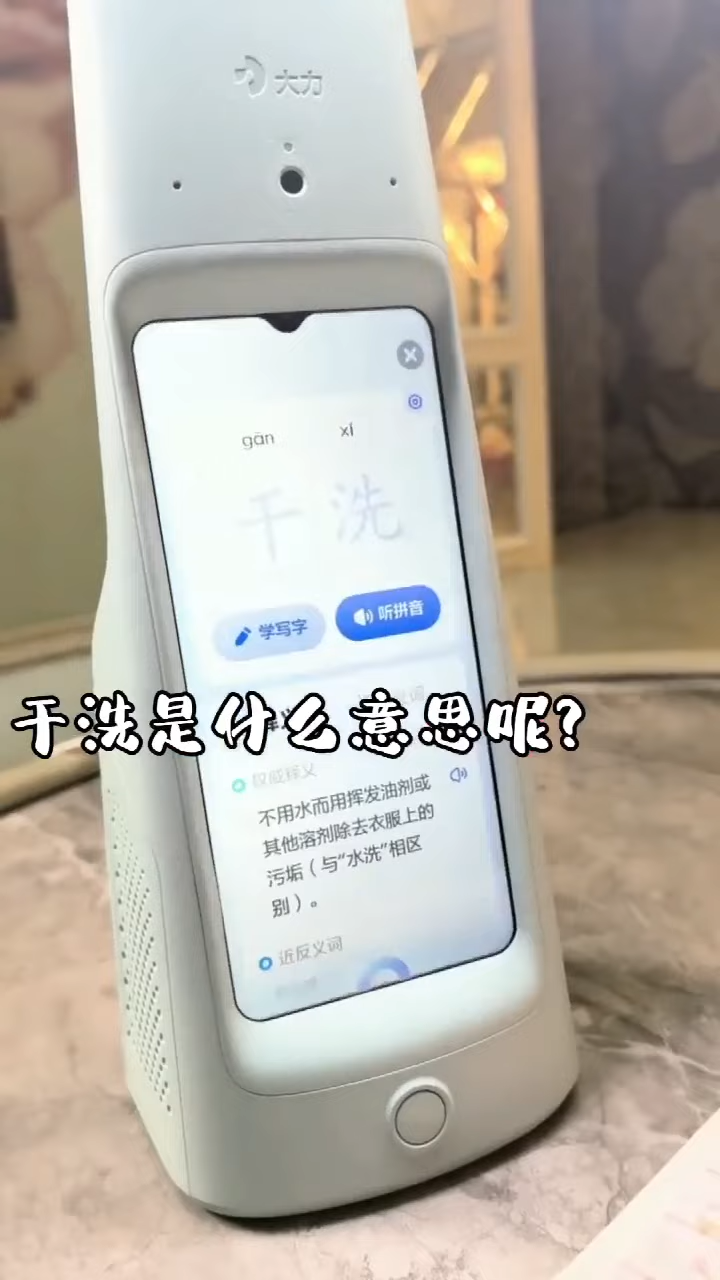 大力
gān xǐ
干 洗
学写字
听拼音
干洗是什么意思呢?
权威释义
不用水而用挥发油剂或
其他溶剂除去衣服上的
污垢（与“水洗”相区
别）。
近反义词